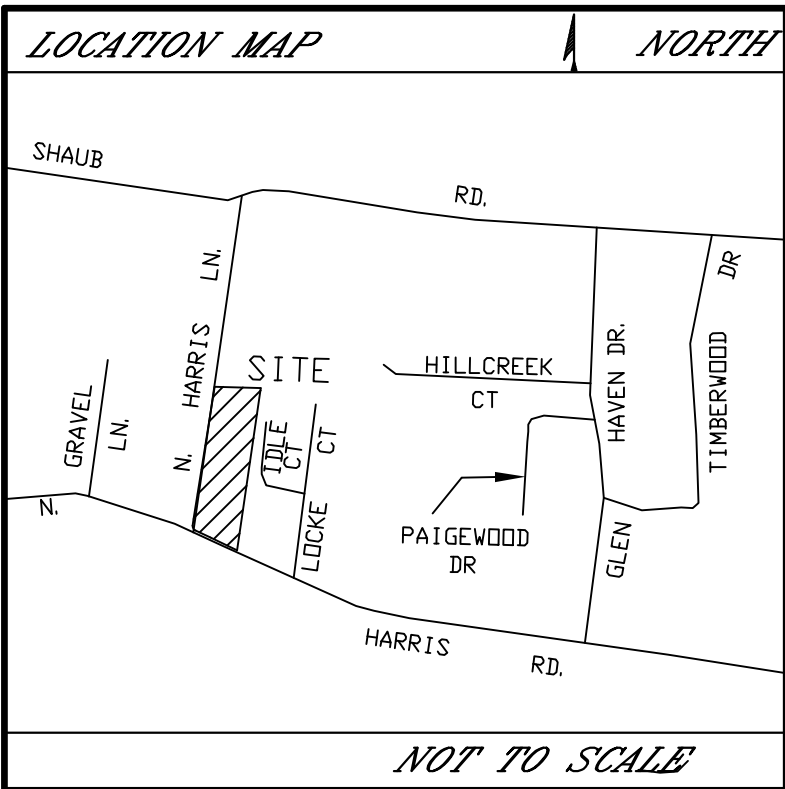 LOCATION MAP
NORTH
SHAUB
RD.
N. HARRIS LN.
GRAVEL LN.
SITE
IDLE CT
LOCKE CT
HILLCREEK
CT
GLEN HAVEN DR.
TIMBERWOOD DR
PAIGEWOOD
DR
N.
HARRIS
RD.
NOT TO SCALE